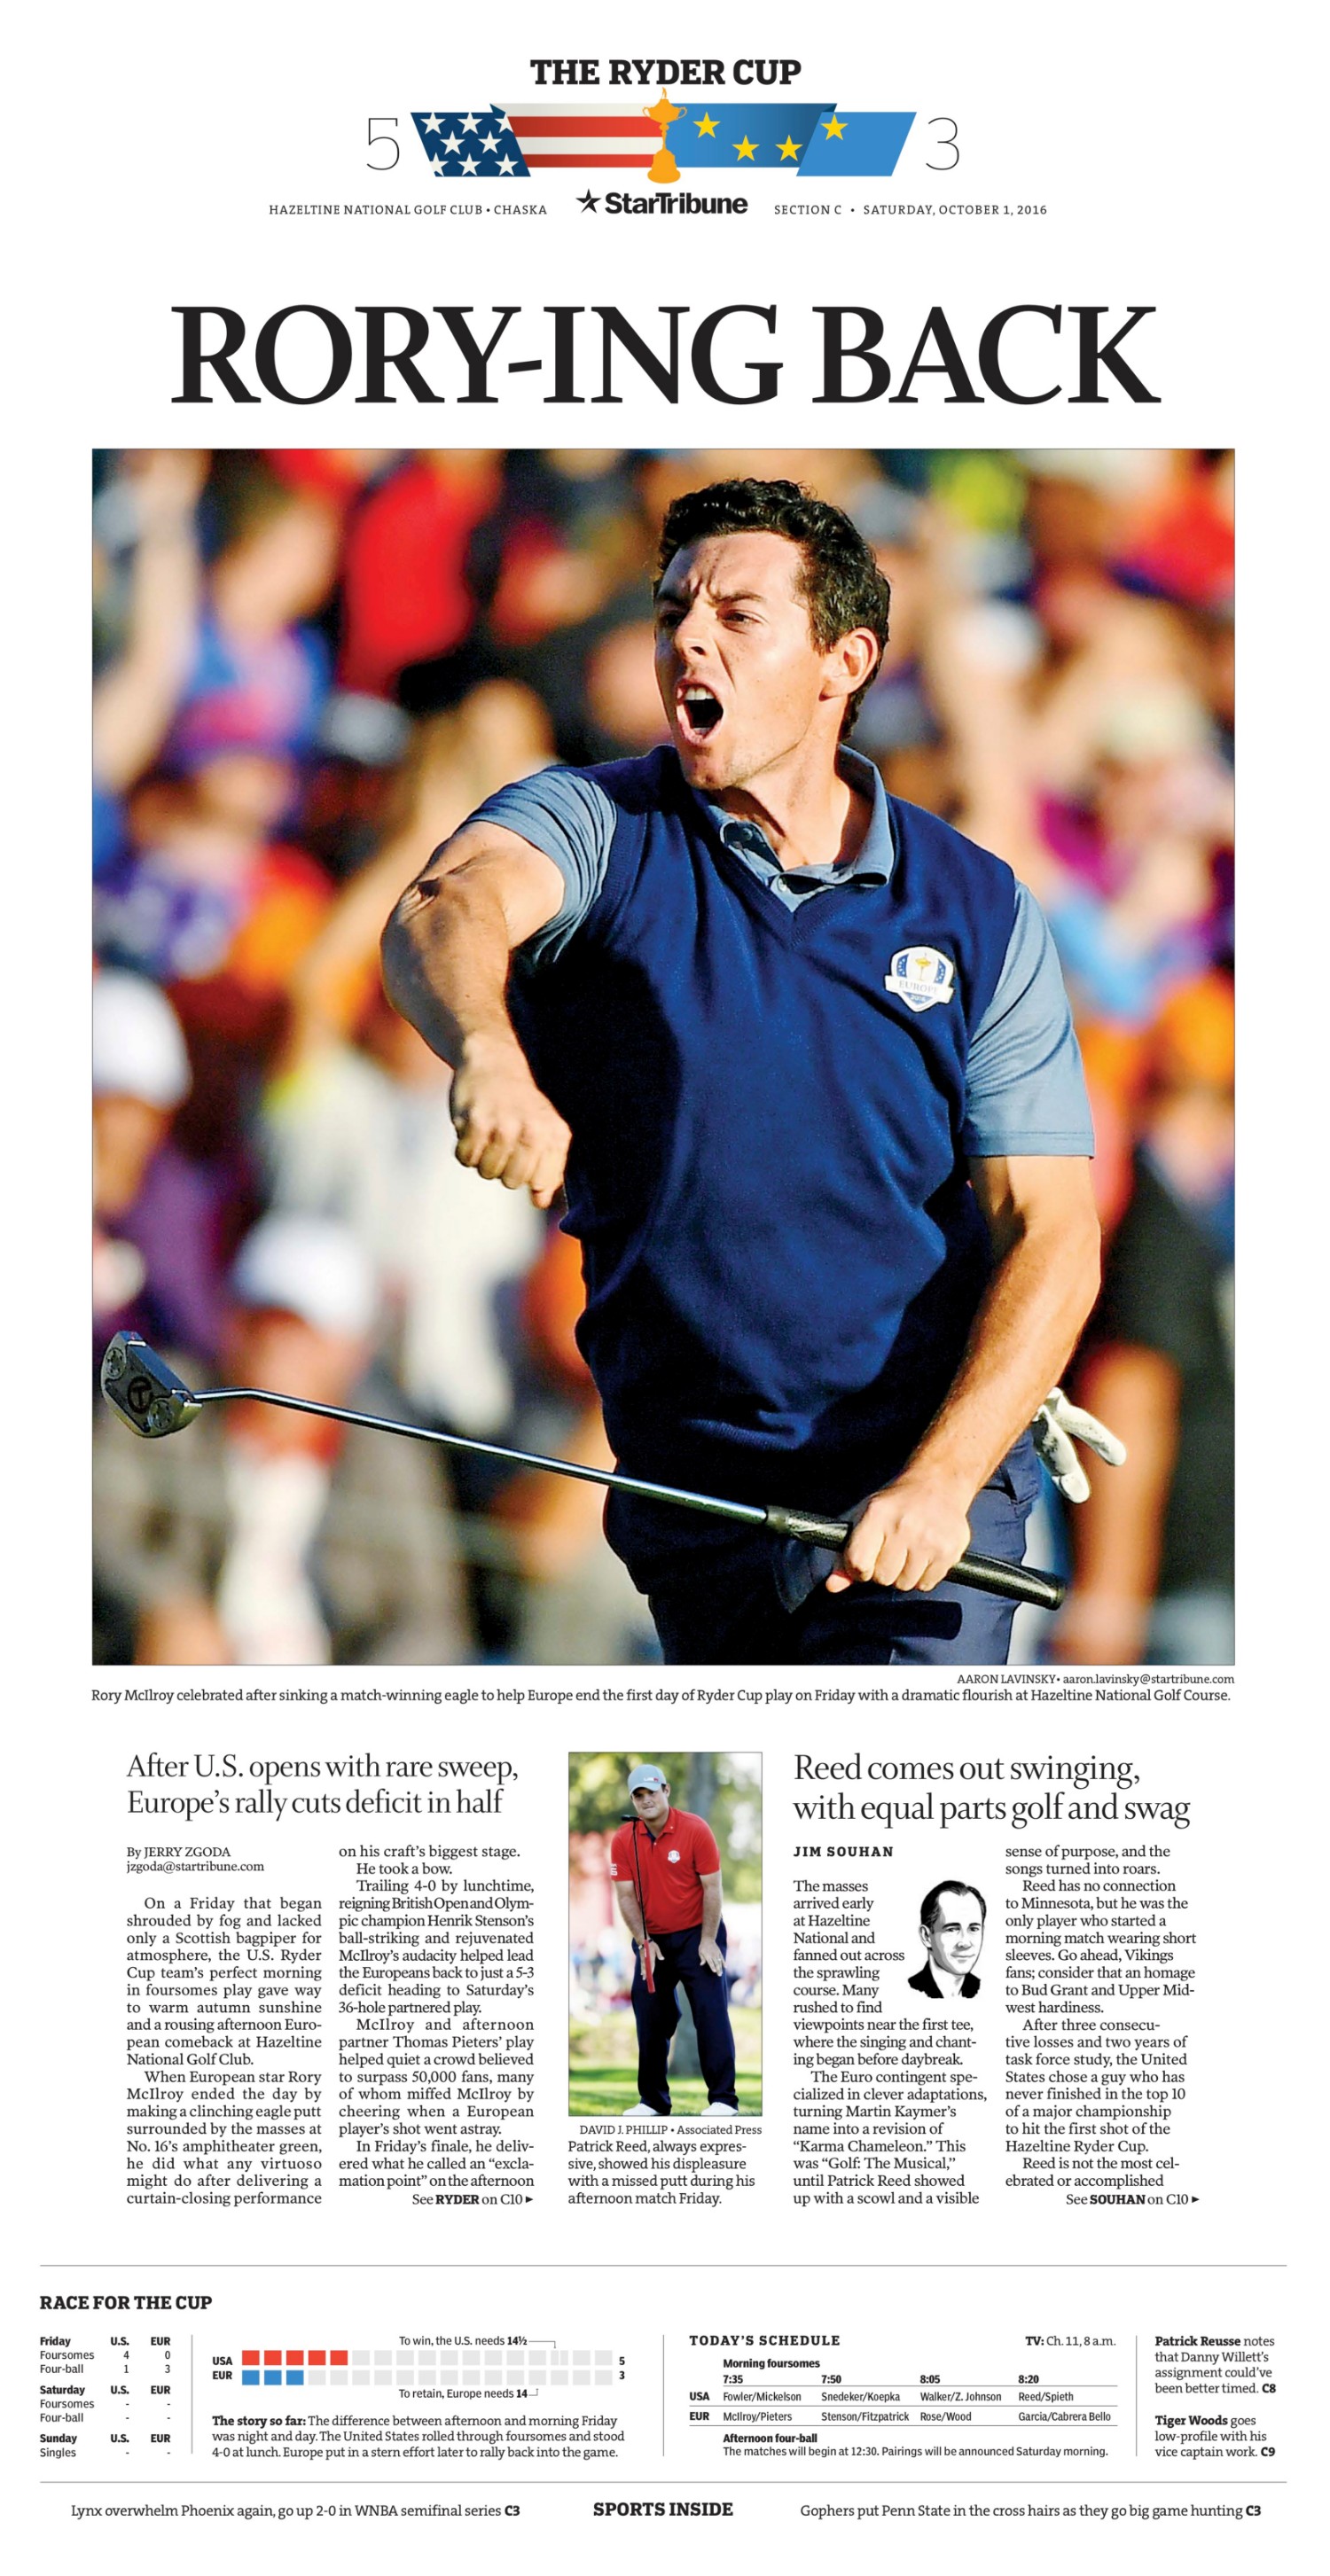 THE RYDER CUP
5
3
HAZELTINE NATIONAL GOLF CLUB • CHASKA
StarTribune
SECTION C • SATURDAY, OCTOBER 1, 2016
RORY-ING BACK
EUROPE
AARON LAVINSKY• aaron.lavinsky@startribune.com
Rory McIlroy celebrated after sinking a match-winning eagle to help Europe end the first day of Ryder Cup play on Friday with a dramatic flourish at Hazeltine National Golf Course.
After U.S. opens with rare sweep,
Europe's rally cuts deficit in half
By JERRY ZGODA
jzgoda@startribune.com
On a Friday that began
shrouded by fog and lacked
only a Scottish bagpiper for
atmosphere, the U.S. Ryder
Cup team's perfect morning
in foursomes play gave way
to warm autumn sunshine
and a rousing afternoon Euro-
pean comeback at Hazeltine
National Golf Club.
When European star Rory
McIlroy ended the day by
making a clinching eagle putt
surrounded by the masses at
No. 16's amphitheater green,
he did what any virtuoso
might do after delivering a
curtain-closing performance
on his craft's biggest stage.
He took a bow.
Trailing 4-0 by lunchtime,
reigning British Open and Olym-
pic champion Henrik Stenson's
ball-striking and rejuvenated
McIlroy's audacity helped lead
the Europeans back to just a 5-3
deficit heading to Saturday's
36-hole partnered play.
McIlroy and afternoon
partner Thomas Pieters' play
helped quiet a crowd believed
to surpass 50,000 fans, many
of whom miffed McIlroy by
cheering when a European
player's shot went astray.
In Friday's finale, he deliv-
ered what he called an "excla-
mation point" on the afternoon
See RYDER on C10 ►
DAVID J. PHILLIP • Associated Press
Patrick Reed, always expres-
sive, showed his displeasure
with a missed putt during his
afternoon match Friday.
Reed comes out swinging,
with equal parts golf and swag
JIM SOUHAN
The masses
arrived early
at Hazeltine
National and
fanned out across
the sprawling
course. Many
rushed to find
viewpoints near the first tee,
where the singing and chant-
ing began before daybreak.
The Euro contingent spe-
cialized in clever adaptations,
turning Martin Kaymer's
name into a revision of
"Karma Chameleon." This
was "Golf: The Musical,"
until Patrick Reed showed
up with a scowl and a visible
sense of purpose, and the
songs turned into roars.
Reed has no connection
to Minnesota, but he was the
only player who started a
morning match wearing short
sleeves. Go ahead, Vikings
fans; consider that an homage
to Bud Grant and Upper Mid-
west hardiness.
After three consecu-
tive losses and two years of
task force study, the United
States chose a guy who has
never finished in the top 10
of a major championship
to hit the first shot of the
Hazeltine Ryder Cup.
Reed is not the most cel-
ebrated or accomplished
See SOUHAN on C10 ►
RACE FOR THE CUP
Friday U.S. EUR
Foursomes 4 0
Four-ball 1 3
Saturday U.S. EUR
Foursomes - -
Four-ball - -
Sunday U.S. EUR
Singles - -
To win, the U.S. needs 14½
USA 5
EUR 3
To retain, Europe needs 14
The story so far: The difference between afternoon and morning Friday
was night and day. The United States rolled through foursomes and stood
4-0 at lunch. Europe put in a stern effort later to rally back into the game.
TODAY'S SCHEDULE TV: Ch. 11, 8 a.m.
Morning foursomes
7:35 7:50 8:05 8:20
USA Fowler/Mickelson Snedeker/Koepka Walker/Z. Johnson Reed/Spieth
EUR McIlroy/Pieters Stenson/Fitzpatrick Rose/Wood Garcia/Cabrera Bello
Afternoon four-ball
The matches will begin at 12:30. Pairings will be announced Saturday morning.
Patrick Reusse notes
that Danny Willett's
assignment could've
been better timed. C8
Tiger Woods goes
low-profile with his
vice captain work. C9
Lynx overwhelm Phoenix again, go up 2-0 in WNBA semifinal series C3
SPORTS INSIDE
Gophers put Penn State in the cross hairs as they go big game hunting C3